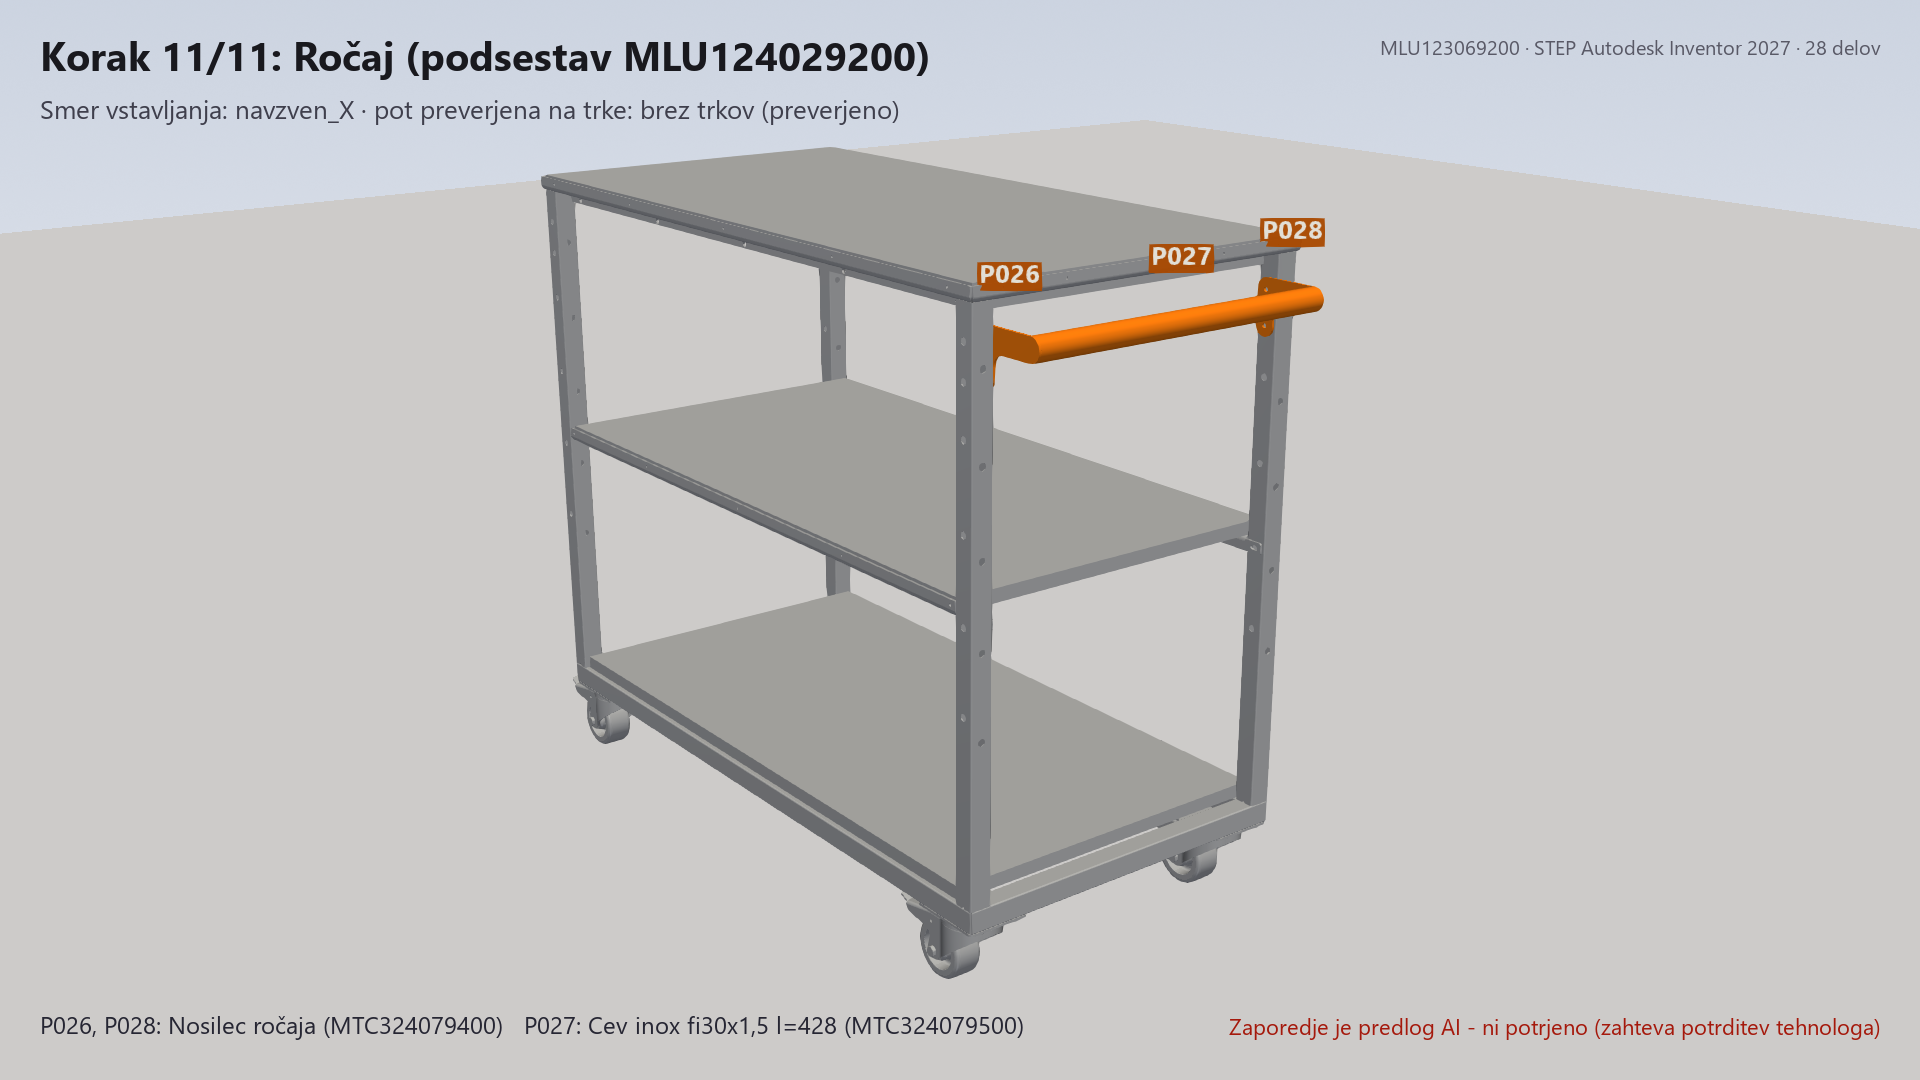 Korak 11/11: Ročaj (podsestav MLU124029200)
MLU123069200 · STEP Autodesk Inventor 2027 · 28 delov
Smer vstavljanja: navzven_X · pot preverjena na trke: brez trkov (preverjeno)
P028
P027
P026
P026, P028: Nosilec ročaja (MTC324079400) P027: Cev inox fi30x1,5 l=428 (MTC324079500)
Zaporedje je predlog AI - ni potrjeno (zahteva potrditev tehnologa)